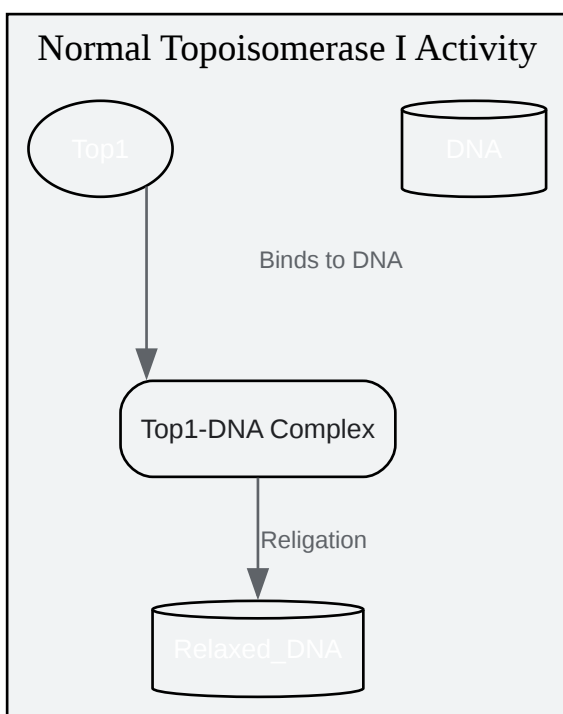 Normal Topoisomerase I Activity
Top1
DNA
Binds to DNA
Top1-DNA Complex
Religation
Relaxed_DNA